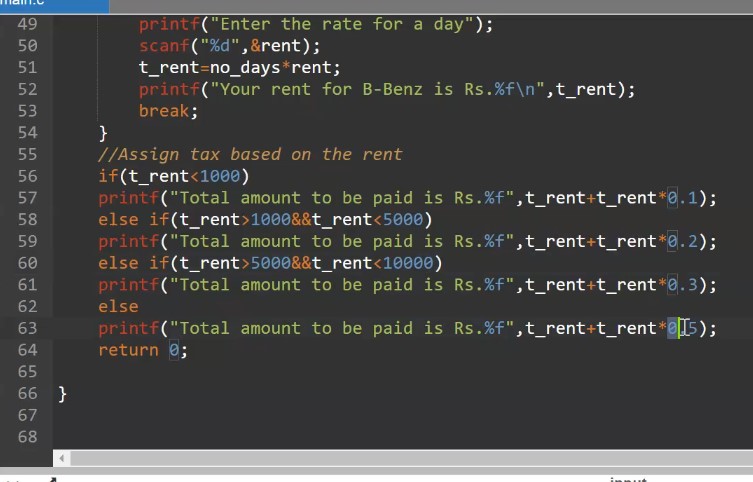 main.c
49 printf("Enter the rate for a day");
50 scanf("%d",&rent);
51 t_rent=no_days*rent;
52 printf("Your rent for B-Benz is Rs.%f\n",t_rent);
53 break;
54 }
55 //Assign tax based on the rent
56 if(t_rent<1000)
57 printf("Total amount to be paid is Rs.%f",t_rent+t_rent*0.1);
58 else if(t_rent>1000&&t_rent<5000)
59 printf("Total amount to be paid is Rs.%f",t_rent+t_rent*0.2);
60 else if(t_rent>5000&&t_rent<10000)
61 printf("Total amount to be paid is Rs.%f",t_rent+t_rent*0.3);
62 else
63 printf("Total amount to be paid is Rs.%f",t_rent+t_rent*0.5);
64 return 0;
65
66 }
67
68
input